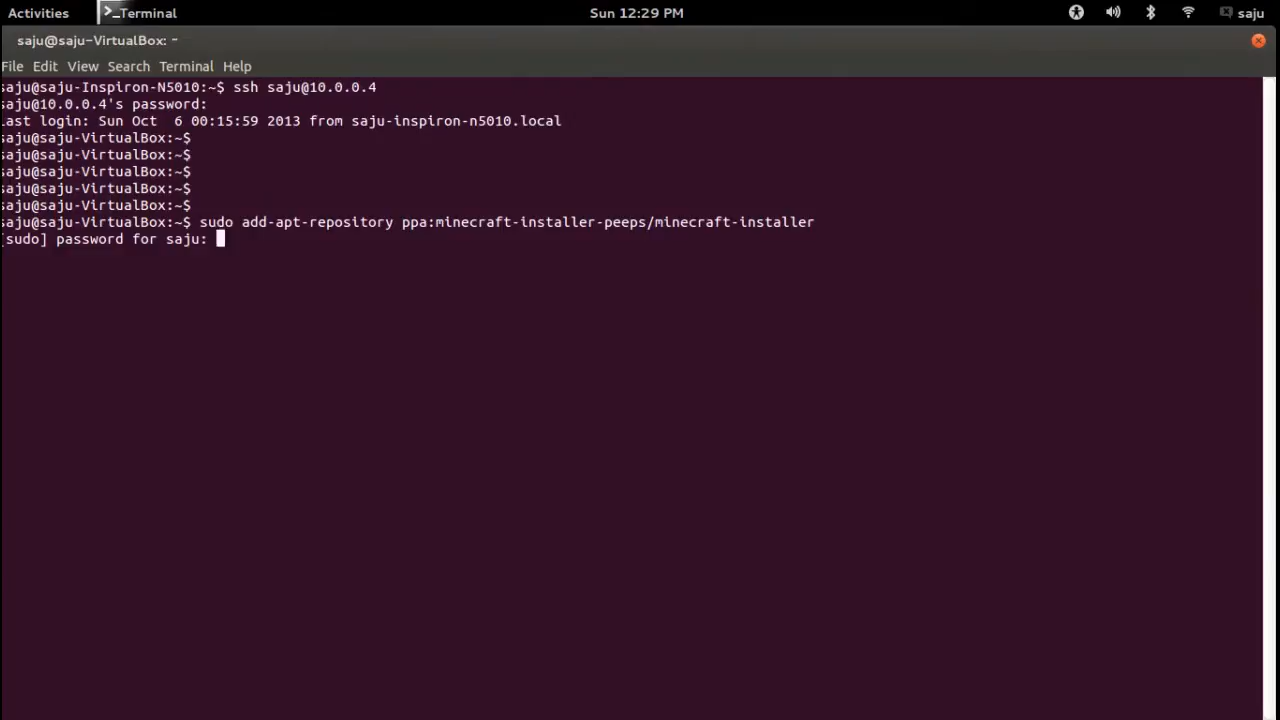 Activities
Terminal
Sun 12:29 PM
saju
saju@saju-VirtualBox: ~
File Edit View Search Terminal Help
saju@saju-Inspiron-N5010:~$ ssh saju@10.0.0.4
saju@10.0.0.4's password:
Last login: Sun Oct  6 00:15:59 2013 from saju-inspiron-n5010.local
saju@saju-VirtualBox:~$
saju@saju-VirtualBox:~$
saju@saju-VirtualBox:~$
saju@saju-VirtualBox:~$
saju@saju-VirtualBox:~$
saju@saju-VirtualBox:~$ sudo add-apt-repository ppa:minecraft-installer-peeps/minecraft-installer
[sudo] password for saju: